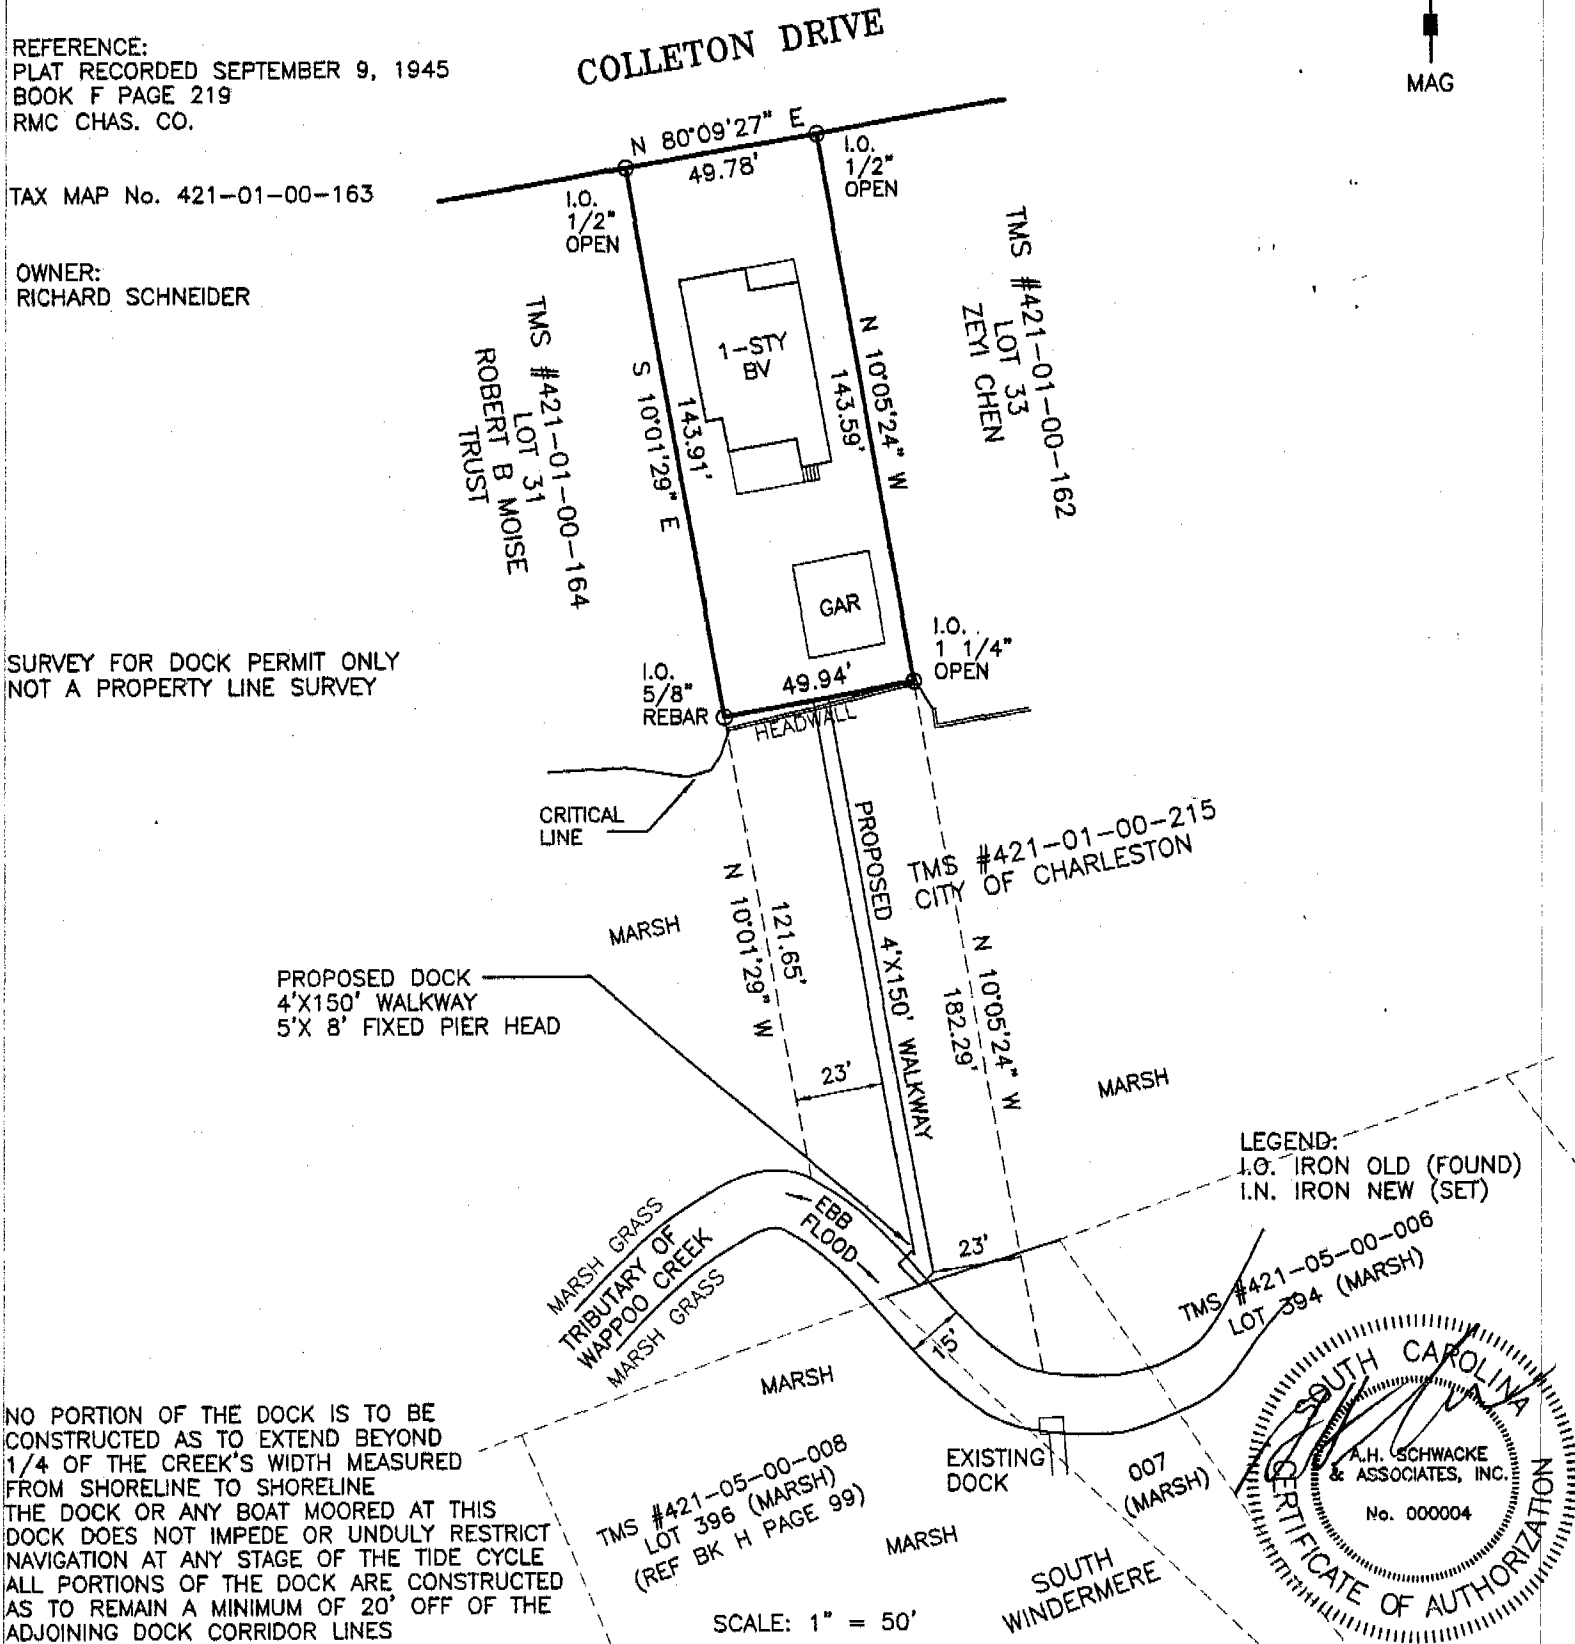 REFERENCE:
PLAT RECORDED SEPTEMBER 9, 1945
BOOK F PAGE 219
RMC CHAS. CO.
COLLETON DRIVE
MAG
TAX MAP No. 421-01-00-163
OWNER:
RICHARD SCHNEIDER
N 80°09'27" E
49.78'
I.O.
1/2"
OPEN
I.O.
1/2"
OPEN
TMS #421-01-00-164
LOT 31
ROBERT B MOISE
TRUST
S 10°01'29" E
143.91'
1-STY
BV
N 10°05'24" W
143.59'
TMS #421-01-00-162
LOT 33
ZEYI CHEN
GAR
SURVEY FOR DOCK PERMIT ONLY
NOT A PROPERTY LINE SURVEY
I.O.
5/8"
REBAR
49.94'
I.O.
1 1/4"
OPEN
HEADWALL
CRITICAL
LINE
MARSH
N 10°01'29" W
121.65'
PROPOSED 4'X150' WALKWAY
TMS #421-01-00-215
CITY OF CHARLESTON
N 10°05'24" W
182.29'
PROPOSED DOCK
4'X150' WALKWAY
5'X 8' FIXED PIER HEAD
23'
MARSH
LEGEND:
I.O. IRON OLD (FOUND)
I.N. IRON NEW (SET)
MARSH GRASS
TRIBUTARY OF
WAPPOO CREEK
MARSH GRASS
EBB
FLOOD
23'
15'
TMS #421-05-00-006
LOT 394 (MARSH)
MARSH
NO PORTION OF THE DOCK IS TO BE
CONSTRUCTED AS TO EXTEND BEYOND
1/4 OF THE CREEK'S WIDTH MEASURED
FROM SHORELINE TO SHORELINE
THE DOCK OR ANY BOAT MOORED AT THIS
DOCK DOES NOT IMPEDE OR UNDULY RESTRICT
NAVIGATION AT ANY STAGE OF THE TIDE CYCLE
ALL PORTIONS OF THE DOCK ARE CONSTRUCTED
AS TO REMAIN A MINIMUM OF 20' OFF OF THE
ADJOINING DOCK CORRIDOR LINES
TMS #421-05-00-008
LOT 396 (MARSH)
(REF BK H PAGE 99)
EXISTING
DOCK
007
(MARSH)
MARSH
SOUTH
WINDERMERE
SCALE: 1" = 50'
SOUTH CAROLINA
A.H. SCHWACKE
& ASSOCIATES, INC.
No. 000004
CERTIFICATE OF AUTHORIZATION